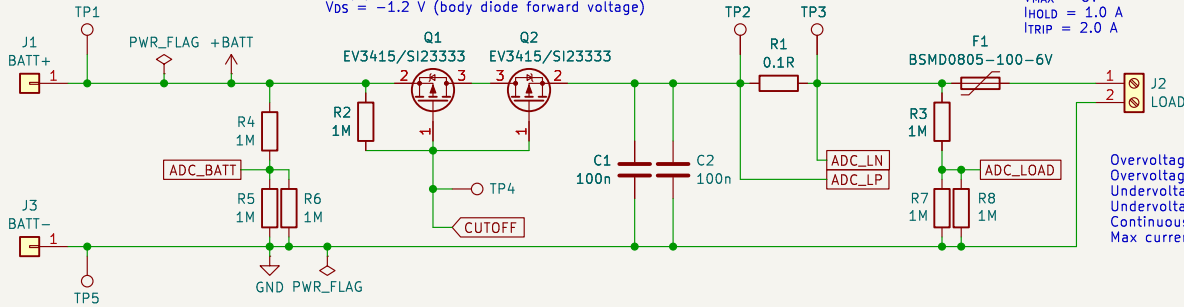 VDS = -1.2 V (body diode forward voltage)
IHOLD = 1.0 A
ITRIP = 2.0 A
TP1
TP2
TP3
J1
BATT+
1
PWR_FLAG
+BATT
Q1
EV3415/SI23333
2
3
1
Q2
EV3415/SI23333
3
2
1
R1
0.1R
F1
BSMD0805-100-6V
1
2
J2
LOAD
R4
1M
R2
1M
R3
1M
ADC_BATT
C1
100n
C2
100n
ADC_LN
ADC_LP
ADC_LOAD
R5
1M
R6
1M
TP4
CUTOFF
R7
1M
R8
1M
Overvoltag
Overvoltag
Undervolta
Undervolta
Continuous
Max curre
J3
BATT-
1
GND
PWR_FLAG
TP5